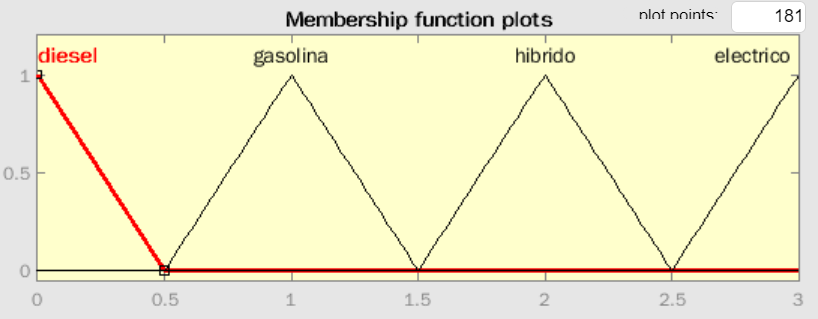 Membership function plots
plot points: 181
diesel gasolina hibrido electrico
1
0.5
0
0 0.5 1 1.5 2 2.5 3